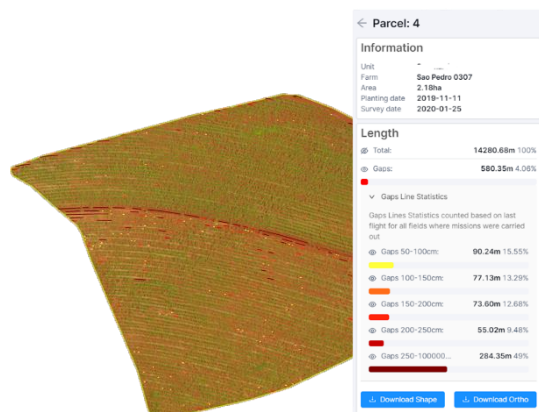 ← Parcel: 4
Information
Unit
Farm Sao Pedro 0307
Area 2.18ha
Planting date 2019-11-11
Survey date 2020-01-25
Length
Total: 14280.68m 100%
Gaps: 580.35m 4.06%
Gaps Line Statistics
Gaps Lines Statistics counted based on last
flight for all fields where missions were carried
out
Gaps 50-100cm: 90.24m 15.55%
Gaps 100-150cm: 77.13m 13.29%
Gaps 150-200cm: 73.60m 12.68%
Gaps 200-250cm: 55.02m 9.48%
Gaps 250-100000... 284.35m 49%
Download Shape Download Ortho